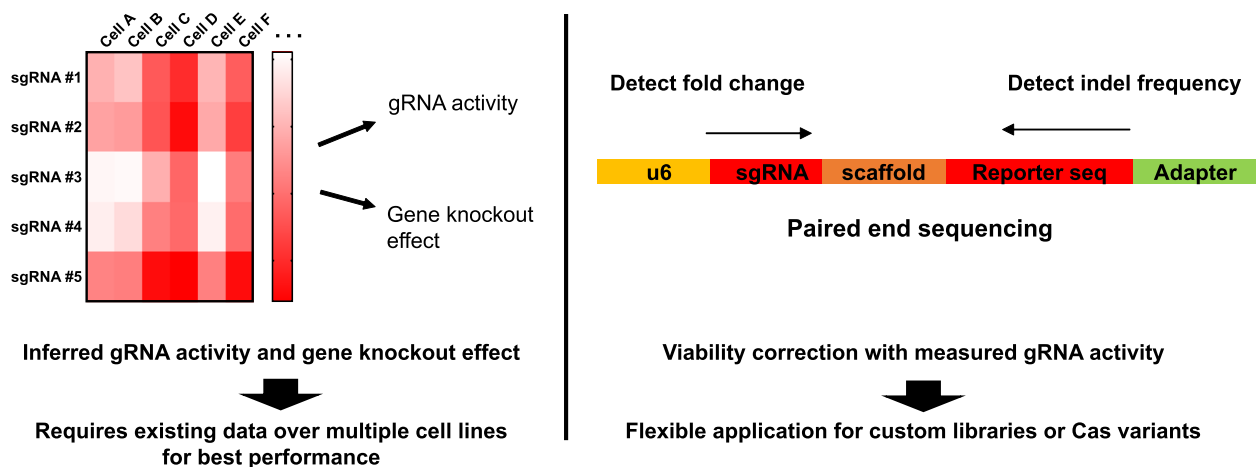 Cell A
Cell B
Cell C
Cell D
Cell E
Cell F
. . .
sgRNA #1
sgRNA #2
sgRNA #3
sgRNA #4
sgRNA #5
gRNA activity
Gene knockout
effect
Inferred gRNA activity and gene knockout effect
Requires existing data over multiple cell lines
for best performance
Detect fold change
Detect indel frequency
u6
sgRNA
scaffold
Reporter seq
Adapter
Paired end sequencing
Viability correction with measured gRNA activity
Flexible application for custom libraries or Cas variants